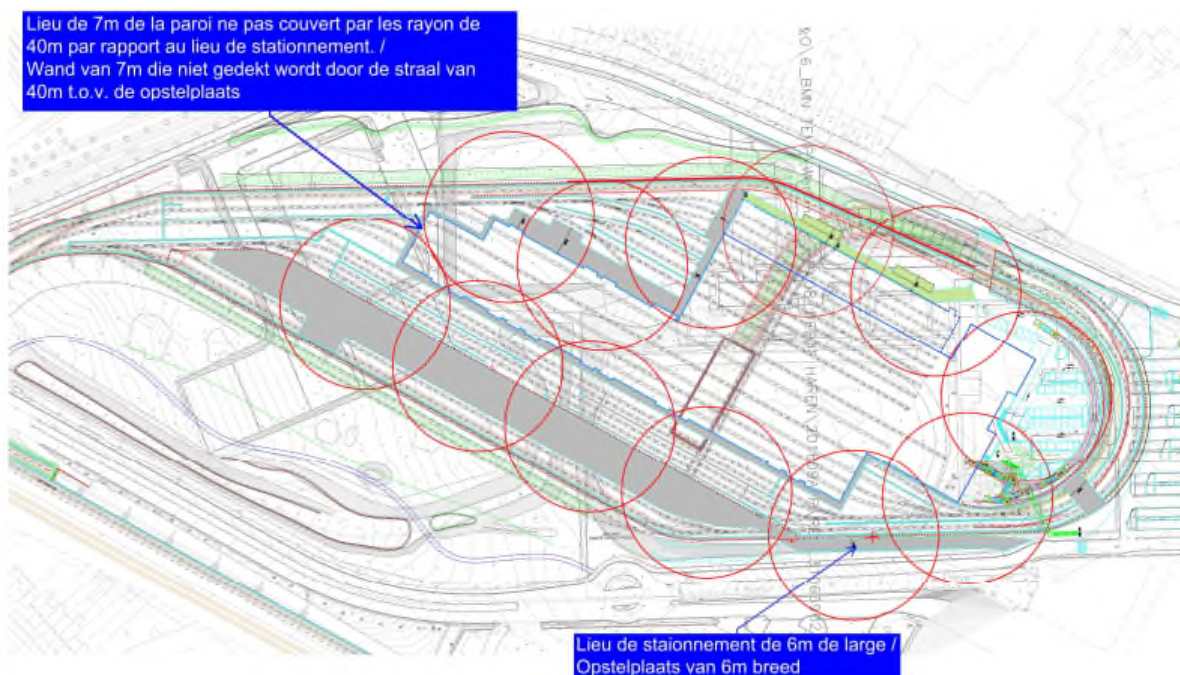 Lieu de 7m de la paroi ne pas couvert par les rayon de
40m par rapport au lieu de stationnement. /
Wand van 7m die niet gedekt wordt door de straal van
40m t.o.v. de opstelplaats
Lieu de staionnement de 6m de large /
Opstelplaats van 6m breed